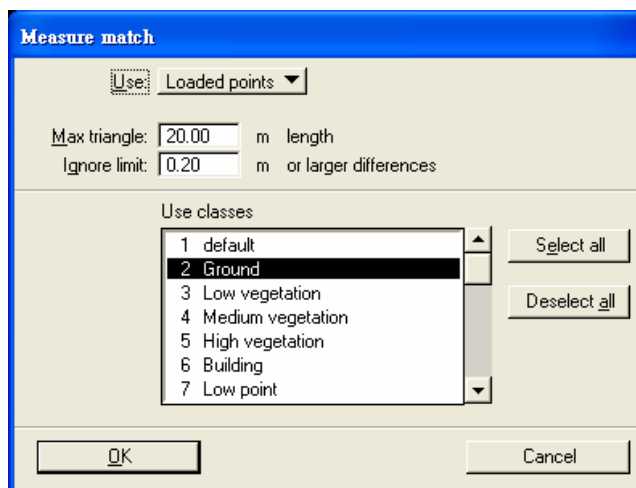 Measure match
Use: Loaded points
Max triangle: 20.00 m length
Ignore limit: 0.20 m or larger differences
Use classes
1 default
2 Ground
3 Low vegetation
4 Medium vegetation
5 High vegetation
6 Building
7 Low point
Select all
Deselect all
OK Cancel